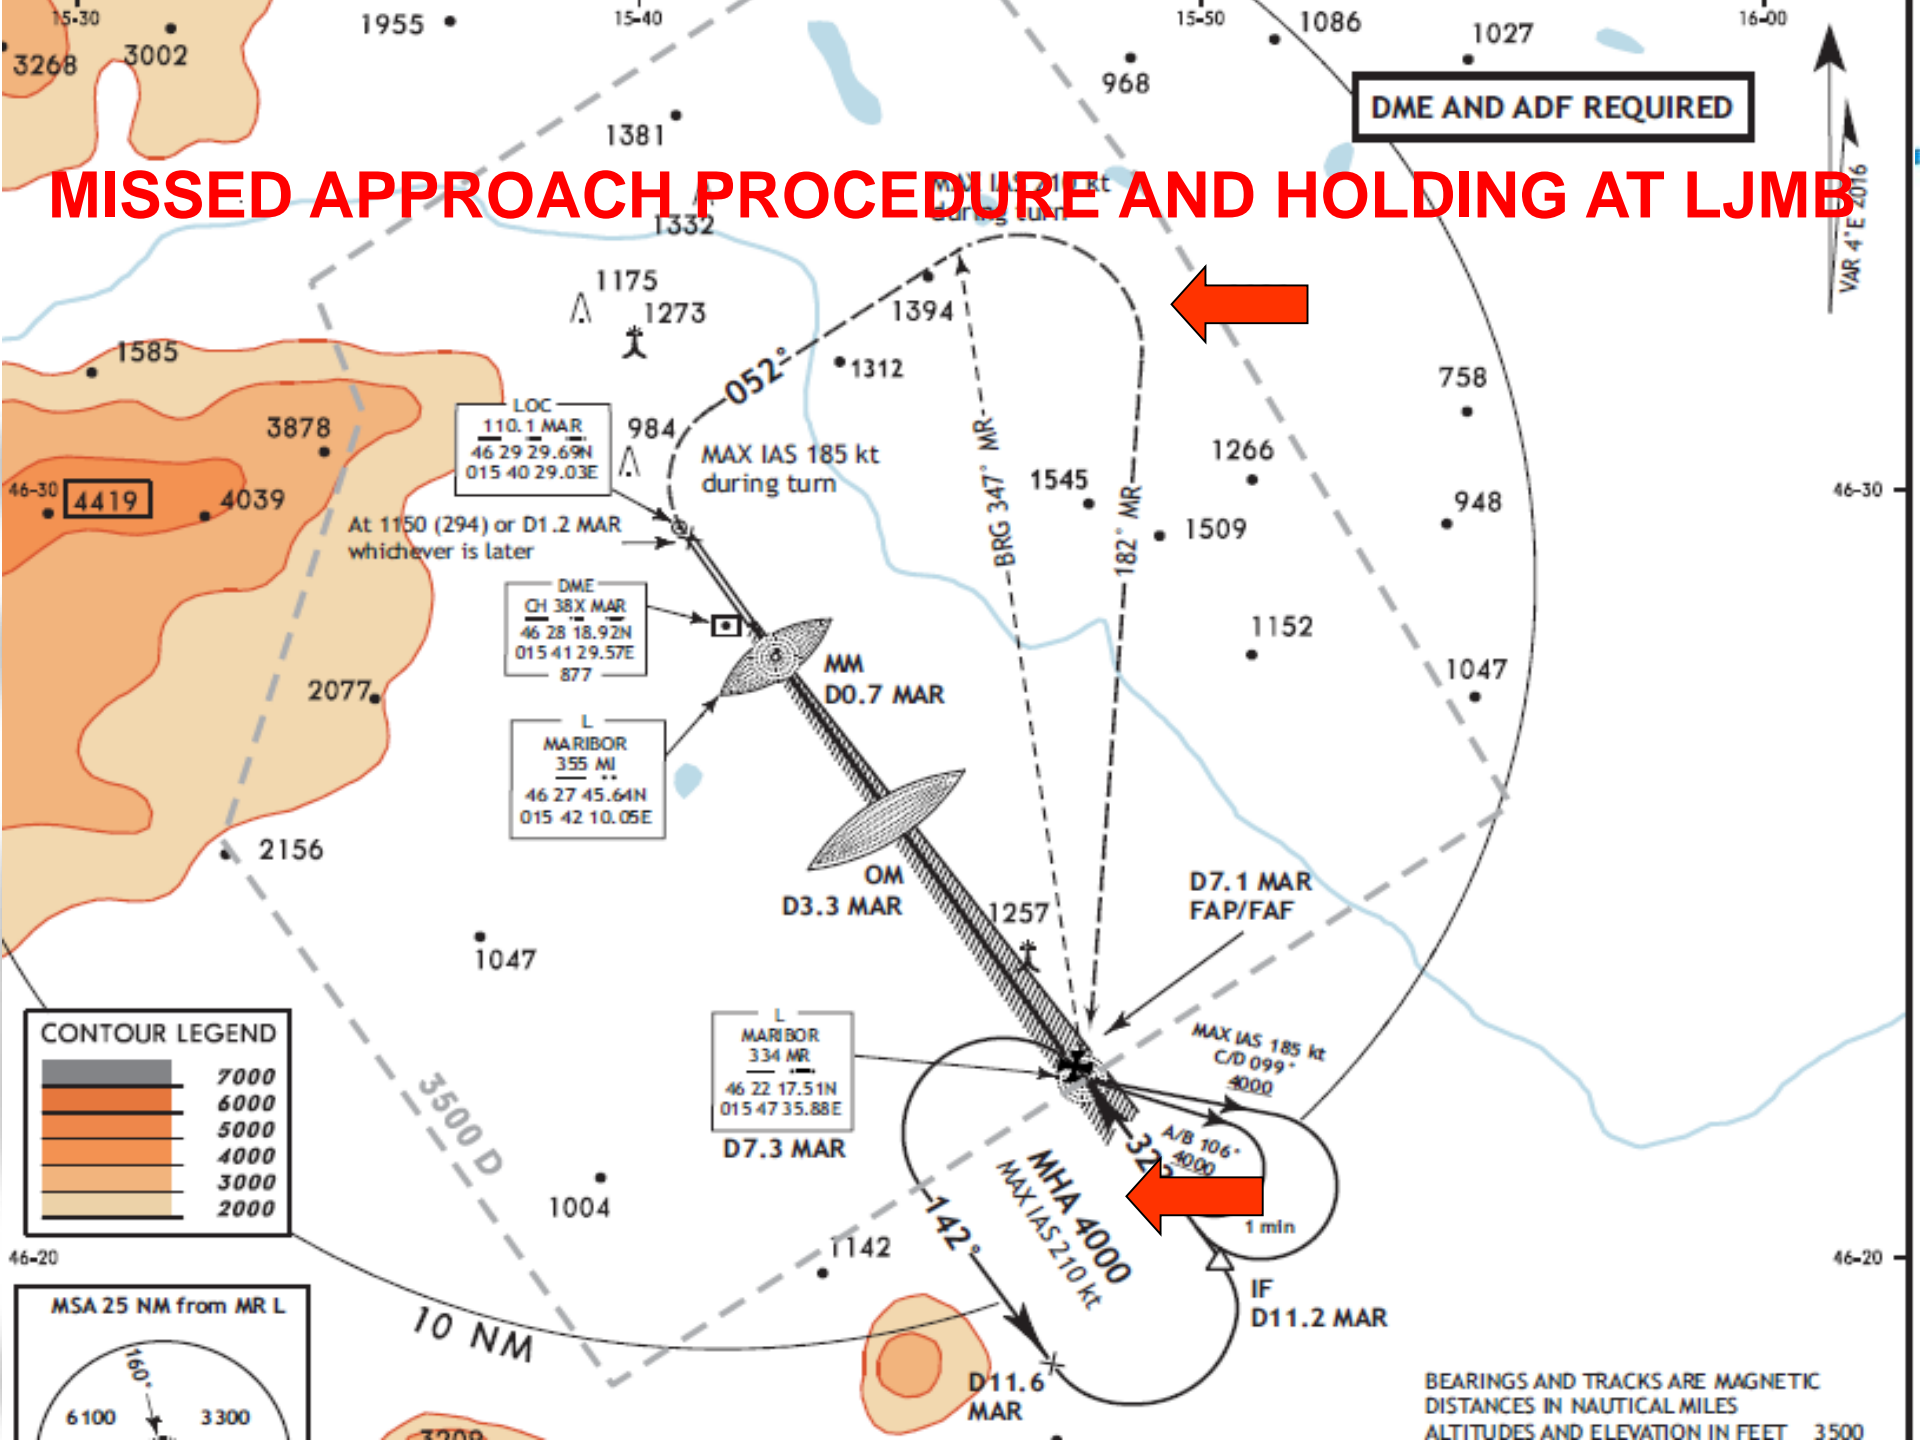 15-30
15-40
15-50
16-00
1955
3268
3002
1381
968
1086
1027
DME AND ADF REQUIRED
MISSED APPROACH PROCEDURE AND HOLDING AT LJMB
MAX IAS 210 kt
during turn
VAR 4°E 2016
1332
1175
1273
1394
1312
052°
1585
3878
4039
4419
46-30
46-30
758
1266
948
1545
1509
1152
1047
LOC
110.1 MAR
46 29 29.69N
015 40 29.03E
984
MAX IAS 185 kt
during turn
At 1150 (294) or D1.2 MAR
whichever is later
BRG 347° MR
182° MR
DME
CH 38X MAR
46 28 18.92N
015 41 29.57E
877
MM
D0.7 MAR
L
MARIBOR
355 MI
46 27 45.64N
015 42 10.05E
2077
2156
OM
D3.3 MAR
1257
D7.1 MAR
FAP/FAF
1047
CONTOUR LEGEND
7000
6000
5000
4000
3000
2000
3500 D
L
MARIBOR
334 MR
46 22 17.51N
015 47 35.88E
D7.3 MAR
MAX IAS 185 kt
C/D 099°
4000
A/B 106°
4000
1 min
MHA 4000
MAX IAS 210 kt
142°
1004
1142
46-20
46-20
IF
D11.2 MAR
D11.6
MAR
10 NM
MSA 25 NM from MR L
160°
6100
3300
3209
BEARINGS AND TRACKS ARE MAGNETIC
DISTANCES IN NAUTICAL MILES
ALTITUDES AND ELEVATION IN FEET
3500